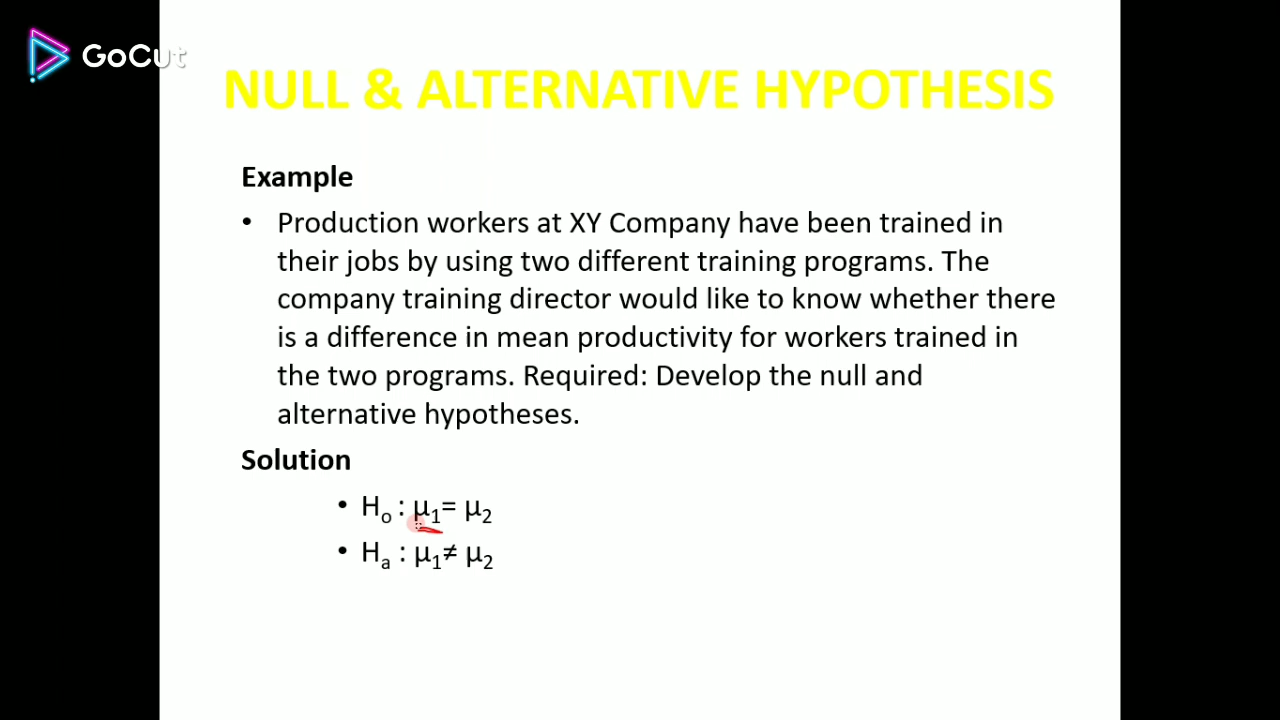 GoCut
NULL & ALTERNATIVE HYPOTHESIS
Example
• Production workers at XY Company have been trained in
their jobs by using two different training programs. The
company training director would like to know whether there
is a difference in mean productivity for workers trained in
the two programs. Required: Develop the null and
alternative hypotheses.
Solution
• Hₒ : µ₁= µ₂
• Hₐ : µ₁≠ µ₂